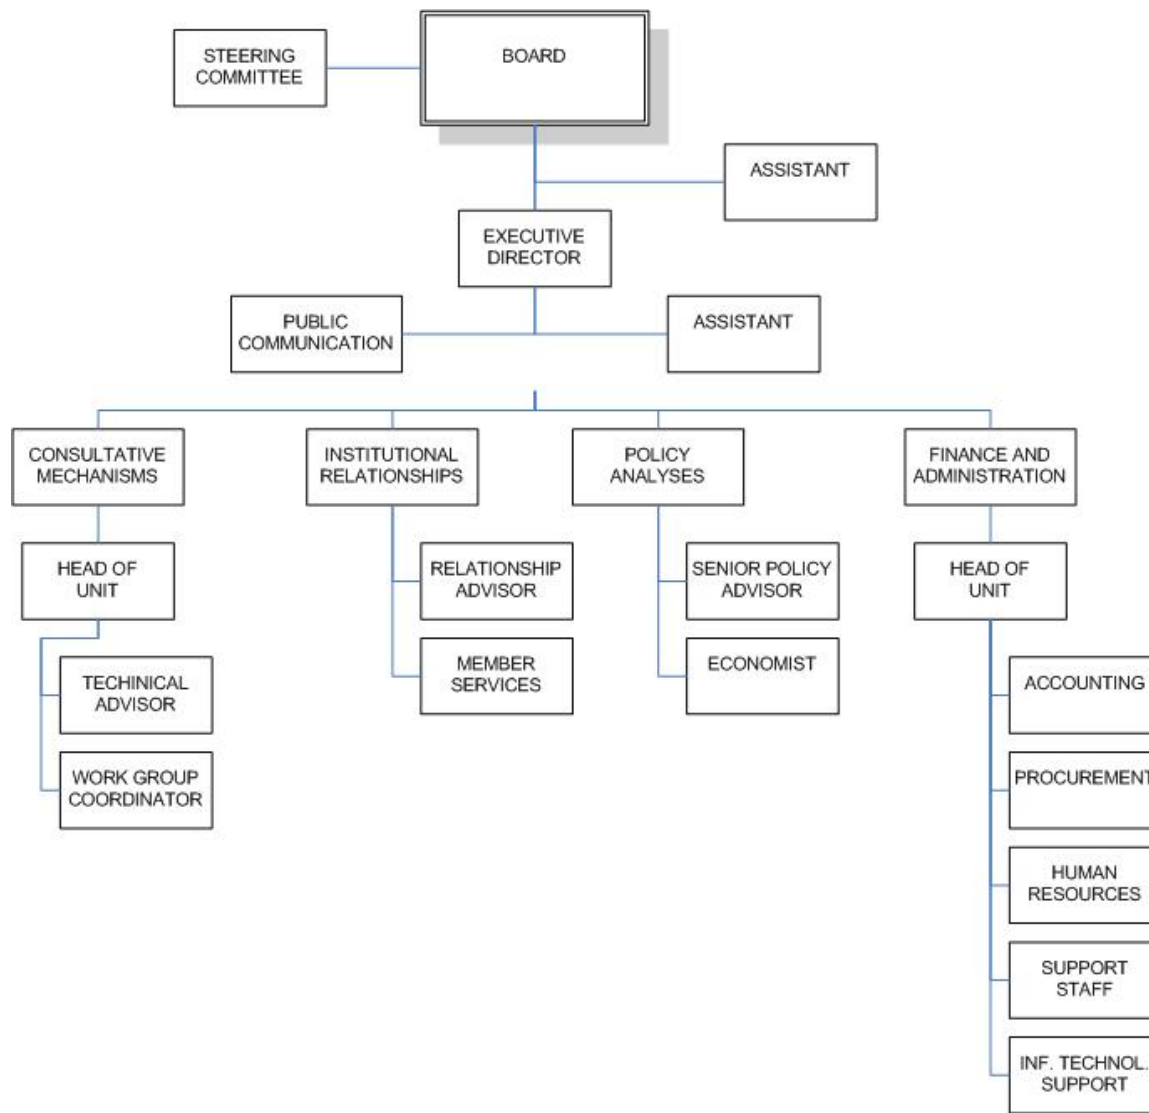 STEERING
COMMITTEE
BOARD
ASSISTANT
EXECUTIVE
DIRECTOR
PUBLIC
COMMUNICATION
ASSISTANT
CONSULTATIVE
MECHANISMS
INSTITUTIONAL
RELATIONSHIPS
POLICY
ANALYSES
FINANCE AND
ADMINISTRATION
HEAD OF
UNIT
RELATIONSHIP
ADVISOR
SENIOR POLICY
ADVISOR
HEAD OF
UNIT
TECHINICAL
ADVISOR
MEMBER
SERVICES
ECONOMIST
ACCOUNTING
WORK GROUP
COORDINATOR
PROCUREMENT
HUMAN
RESOURCES
SUPPORT
STAFF
INF. TECHNOL.
SUPPORT